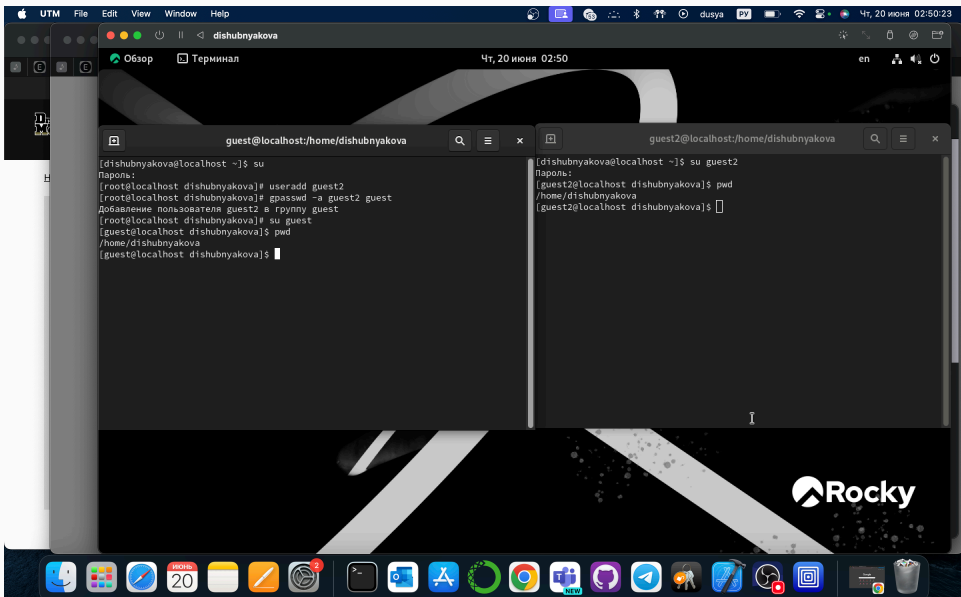 UTM File Edit View Window Help dusya РУ Чт, 20 июня 02:50:23
dishubnyakova
Обзор Терминал Чт, 20 июня 02:50 en
guest@localhost:/home/dishubnyakova
[dishubnyakova@localhost ~]$ su
Пароль:
[root@localhost dishubnyakova]# useradd guest2
[root@localhost dishubnyakova]# gpasswd -a guest2 guest
Добавление пользователя guest2 в группу guest
[root@localhost dishubnyakova]# su guest
[guest@localhost dishubnyakova]$ pwd
/home/dishubnyakova
[guest@localhost dishubnyakova]$
guest2@localhost:/home/dishubnyakova
[dishubnyakova@localhost ~]$ su guest2
Пароль:
[guest2@localhost dishubnyakova]$ pwd
/home/dishubnyakova
[guest2@localhost dishubnyakova]$
Rocky
ИЮНЬ
20
2
NEW